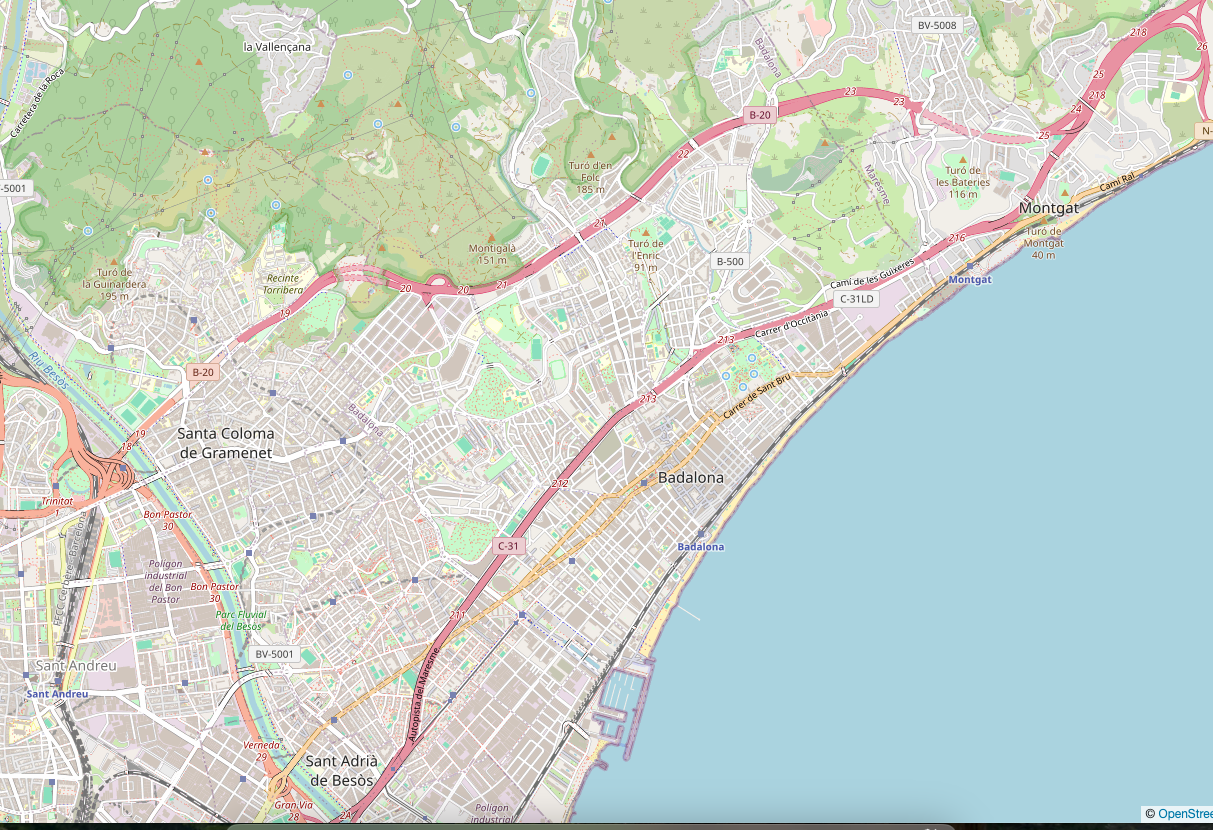 BV-5008
218
la Vallençana
Badalona
26
25
Carretera de la Roca
23
23
218
24
B-20
25
N-
22
Turó d'en
Folc
185 m
Maresme
Turó de
les Bateries
116 m
Camí Ral
-5001
Montgat
21
216
Turó de
Montgat
40 m
Turó de
l'Enric
91 m
Montigalà
151 m
B-500
Camí de les Guixeres
Montgat
Turó de
la Guinardera
195 m
Recinte
Torribera
20
20
21
C-31LD
19
Carrer d'Occitània
213
Riu Besòs
B-20
Carrer de Sant Bru
213
Badalona
Santa Coloma
de Gramenet
19
18
Badalona
212
Trinitat
1
Bon Pastor
30
C-31
Badalona
FFCC Cerbère-Barcelona
Polígon
industrial
del Bon
Pastor
Bon Pastor
30
Parc Fluvial
del Besòs
211
BV-5001
Sant Andreu
Sant Andreu
Autopista del Maresme
Verneda
29
Sant Adrià
de Besòs
Gran Via
28
2A
Polígon
industrial
© OpenStree